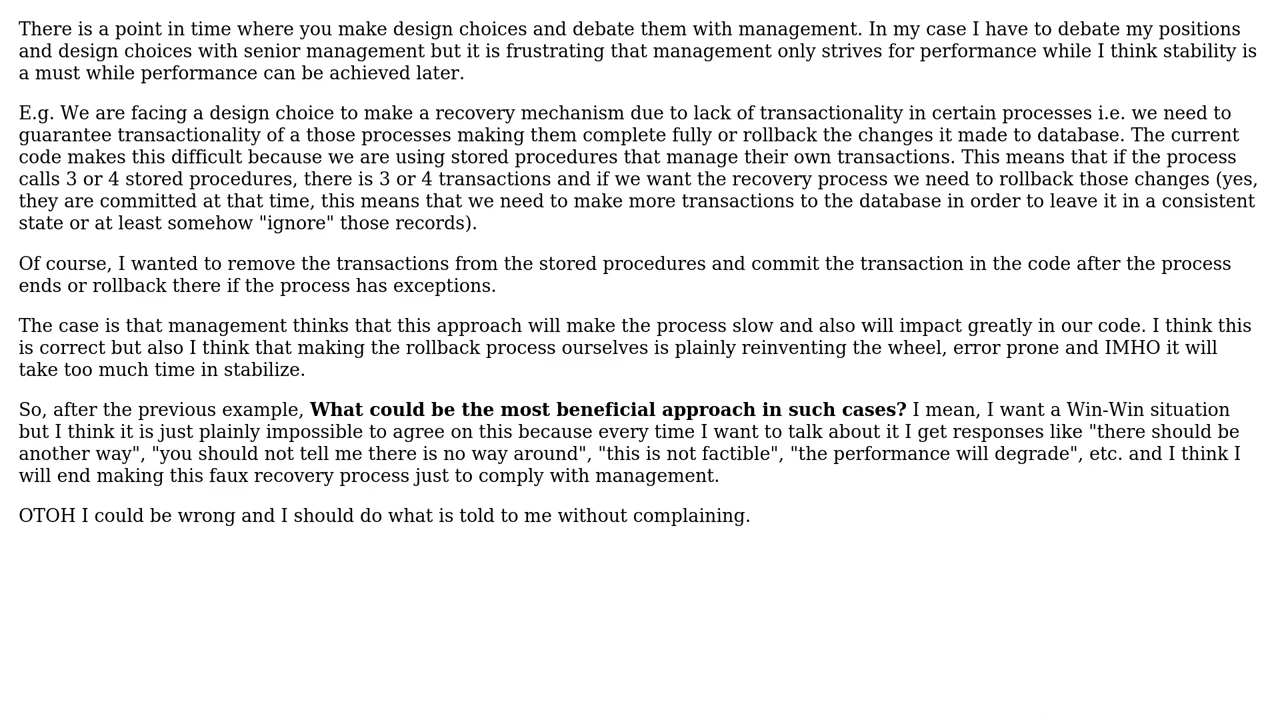 There is a point in time where you make design choices and debate them with management. In my case I have to debate my positions
and design choices with senior management but it is frustrating that management only strives for performance while I think stability is
a must while performance can be achieved later.
E.g. We are facing a design choice to make a recovery mechanism due to lack of transactionality in certain processes i.e. we need to
guarantee transactionality of a those processes making them complete fully or rollback the changes it made to database. The current
code makes this difficult because we are using stored procedures that manage their own transactions. This means that if the process
calls 3 or 4 stored procedures, there is 3 or 4 transactions and if we want the recovery process we need to rollback those changes (yes,
they are committed at that time, this means that we need to make more transactions to the database in order to leave it in a consistent
state or at least somehow "ignore" those records).
Of course, I wanted to remove the transactions from the stored procedures and commit the transaction in the code after the process
ends or rollback there if the process has exceptions.
The case is that management thinks that this approach will make the process slow and also will impact greatly in our code. I think this
is correct but also I think that making the rollback process ourselves is plainly reinventing the wheel, error prone and IMHO it will
take too much time in stabilize.
So, after the previous example, What could be the most beneficial approach in such cases? I mean, I want a Win-Win situation
but I think it is just plainly impossible to agree on this because every time I want to talk about it I get responses like "there should be
another way", "you should not tell me there is no way around", "this is not factible", "the performance will degrade", etc. and I think I
will end making this faux recovery process just to comply with management.
OTOH I could be wrong and I should do what is told to me without complaining.